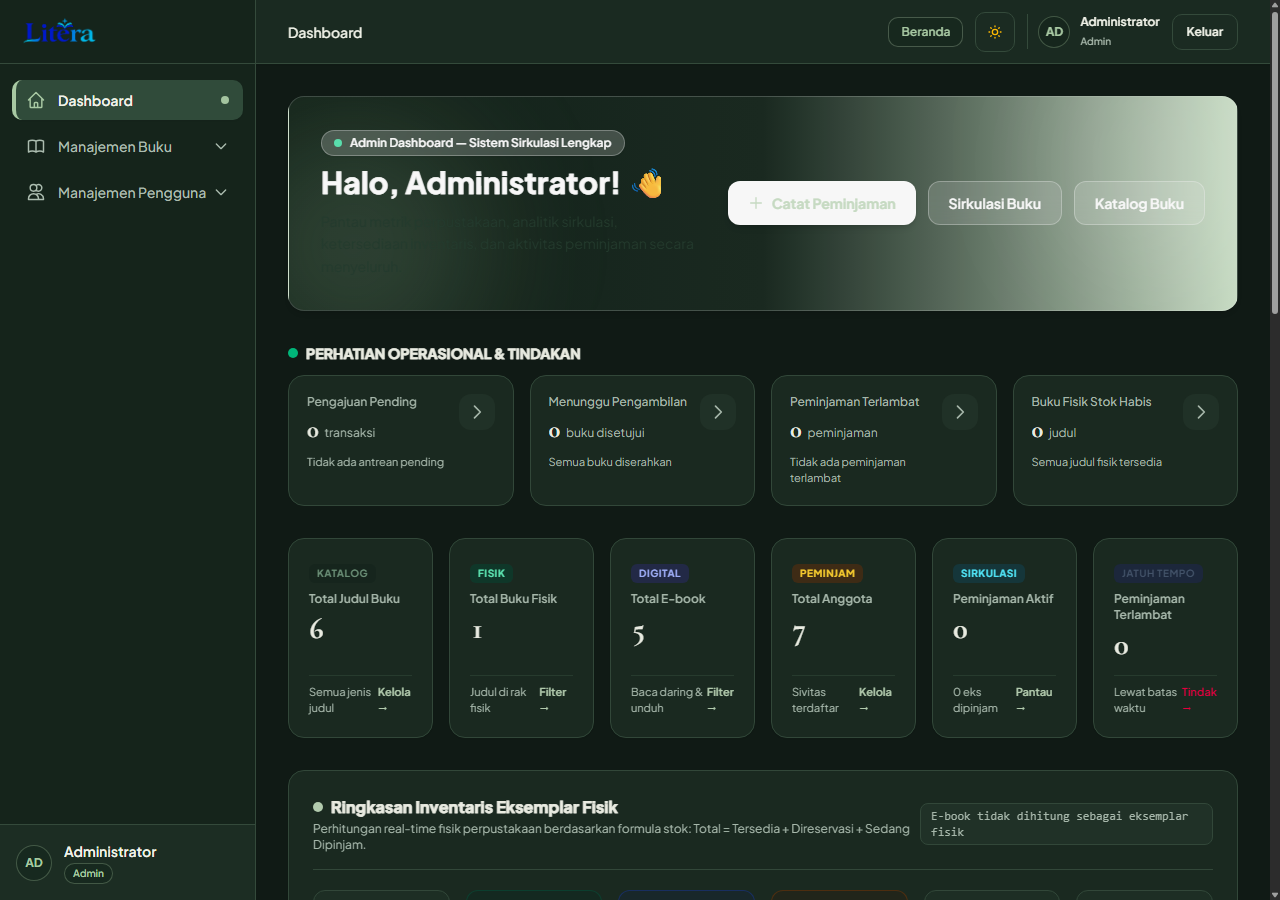 Litera
Dashboard
Beranda
AD
Administrator
Admin
Keluar
Dashboard
Manajemen Buku
Manajemen Pengguna
Admin Dashboard — Sistem Sirkulasi Lengkap
Halo, Administrator! 👋
analitik sirkulasi,
dan aktivitas peminjaman secara
menyeluruh.
+ Catat Peminjaman
Sirkulasi Buku
Katalog Buku
PERHATIAN OPERASIONAL & TINDAKAN
Pengajuan Pending
0 transaksi
Tidak ada antrean pending
Menunggu Pengambilan
0 buku disetujui
Semua buku diserahkan
Peminjaman Terlambat
0 peminjaman
Tidak ada peminjaman
terlambat
Buku Fisik Stok Habis
0 judul
Semua judul fisik tersedia
KATALOG
Total Judul Buku
6
Semua jenis
judul
Kelola
→
FISIK
Total Buku Fisik
1
Judul di rak
fisik
Filter
→
DIGITAL
Total E-book
5
Baca daring &
unduh
Filter
→
PEMINJAM
Total Anggota
7
Sivitas
terdaftar
Kelola
→
SIRKULASI
Peminjaman Aktif
0
0 eks
dipinjam
Pantau
→
JATUH TEMPO
Peminjaman
Terlambat
0
Lewat batas
waktu
Tindak
→
Ringkasan Inventaris Eksemplar Fisik
Perhitungan real-time fisik perpustakaan berdasarkan formula stok: Total = Tersedia + Direservasi + Sedang
Dipinjam.
E-book tidak dihitung sebagai eksemplar
fisik
AD
Administrator
Admin